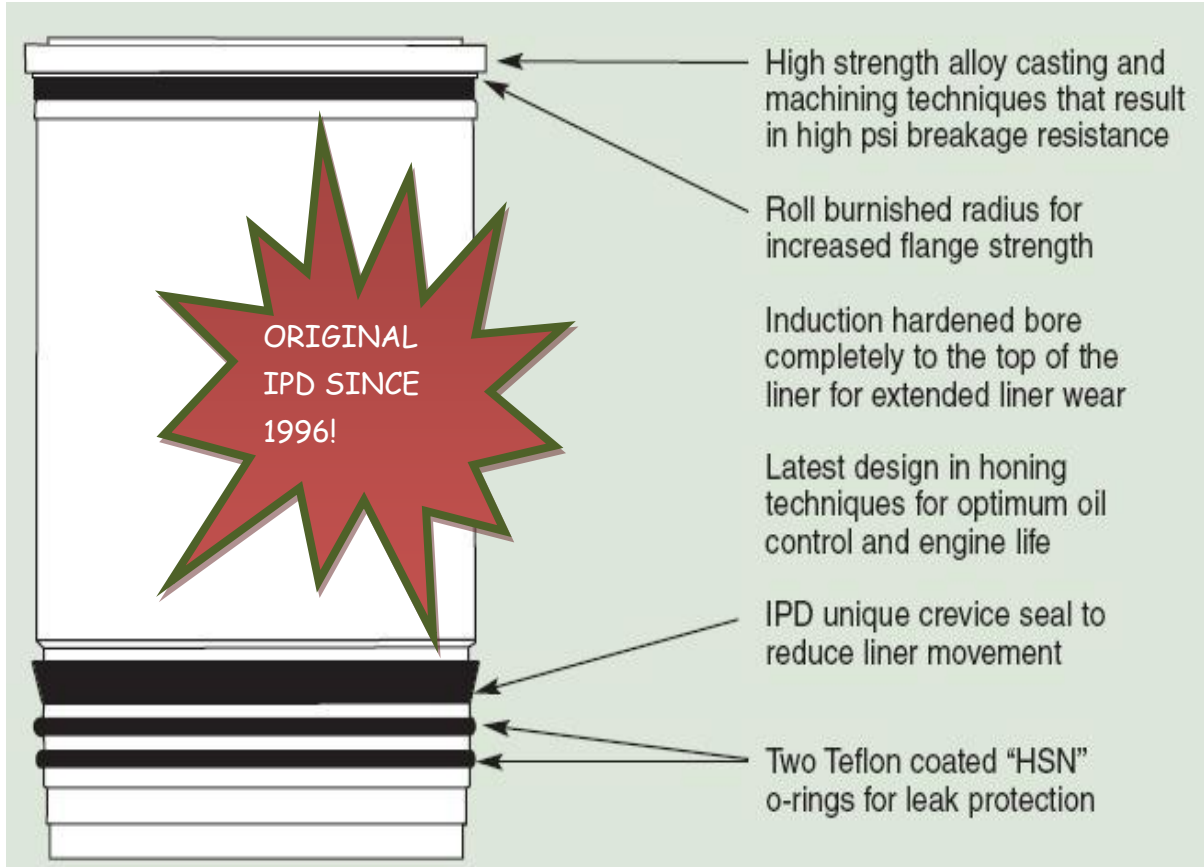 High strength alloy casting and
machining techniques that result
in high psi breakage resistance
Roll burnished radius for
increased flange strength
Induction hardened bore
completely to the top of the
liner for extended liner wear
Latest design in honing
techniques for optimum oil
control and engine life
IPD unique crevice seal to
reduce liner movement
Two Teflon coated “HSN”
o-rings for leak protection
ORIGINAL
IPD SINCE
1996!